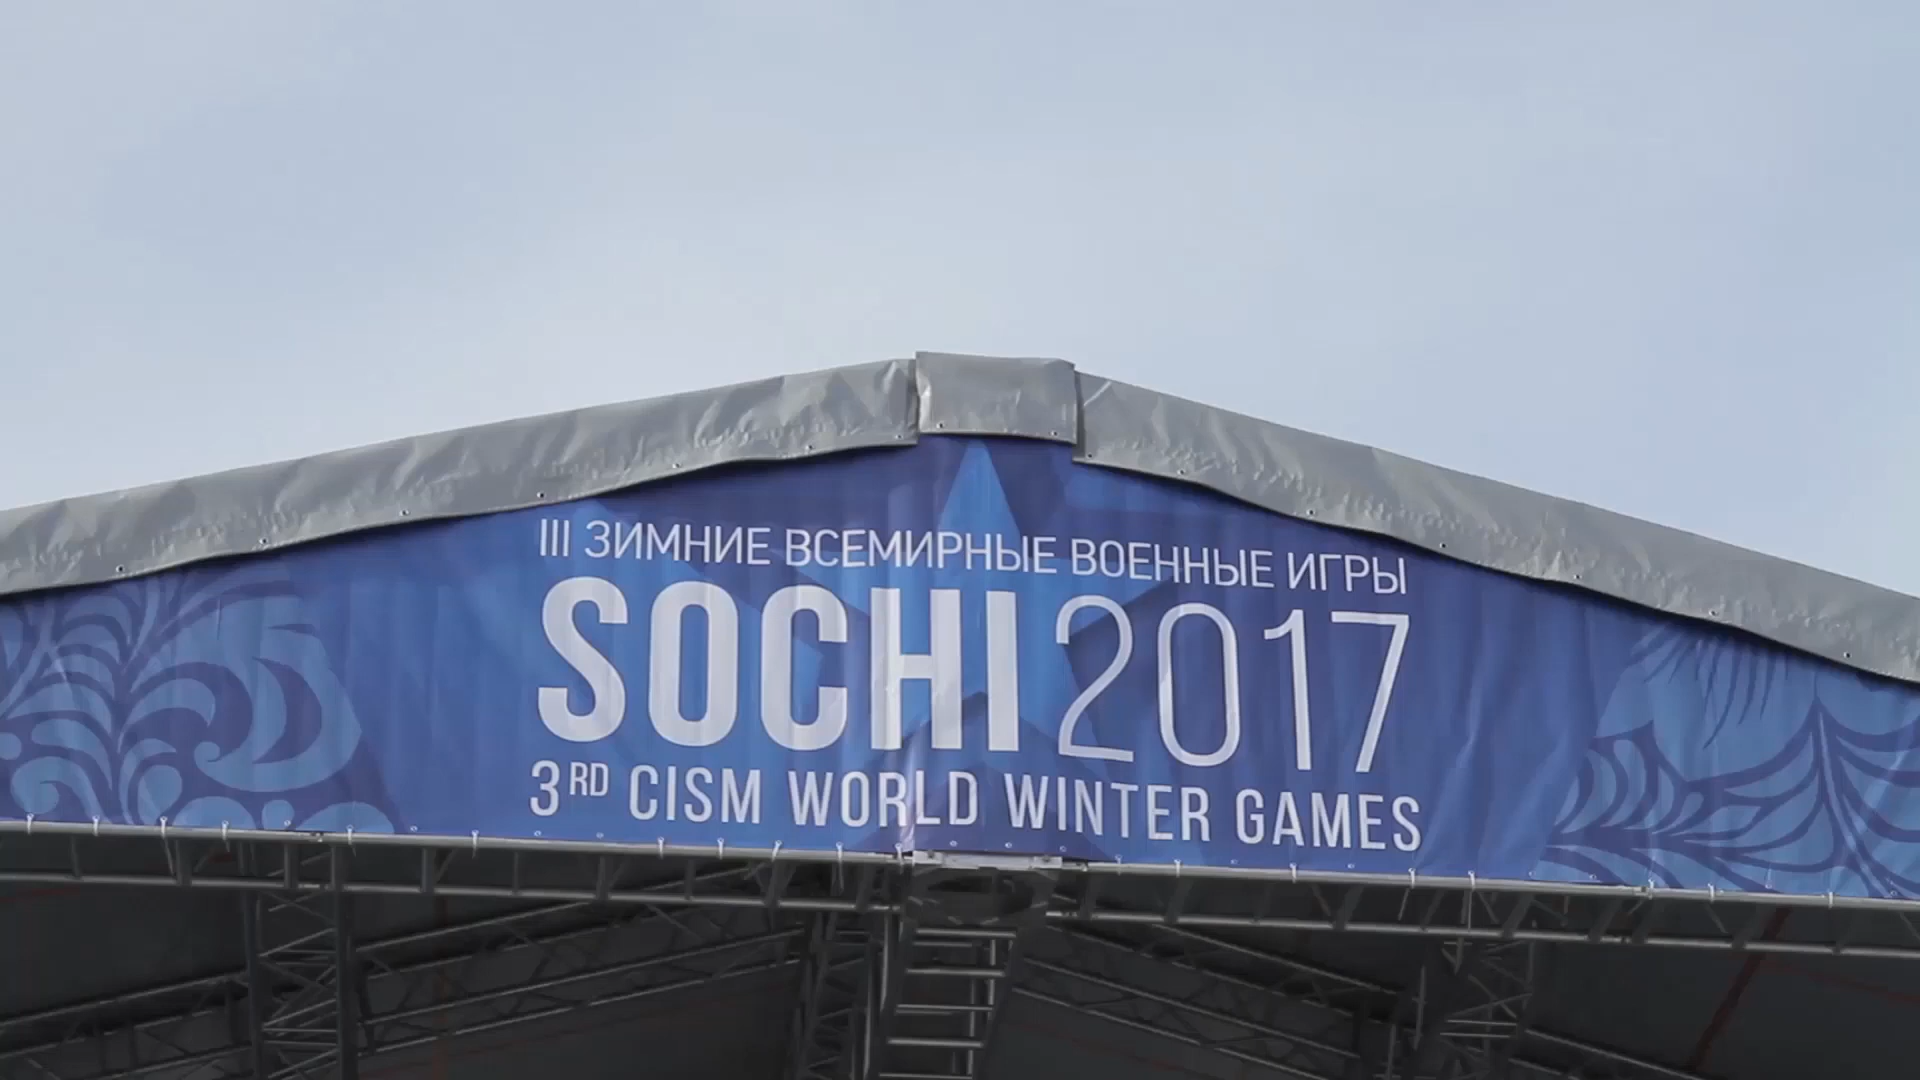 III ЗИМНИЕ ВСЕМИРНЫЕ ВОЕННЫЕ ИГРЫ
SOCHI 2017
3RD CISM WORLD WINTER GAMES